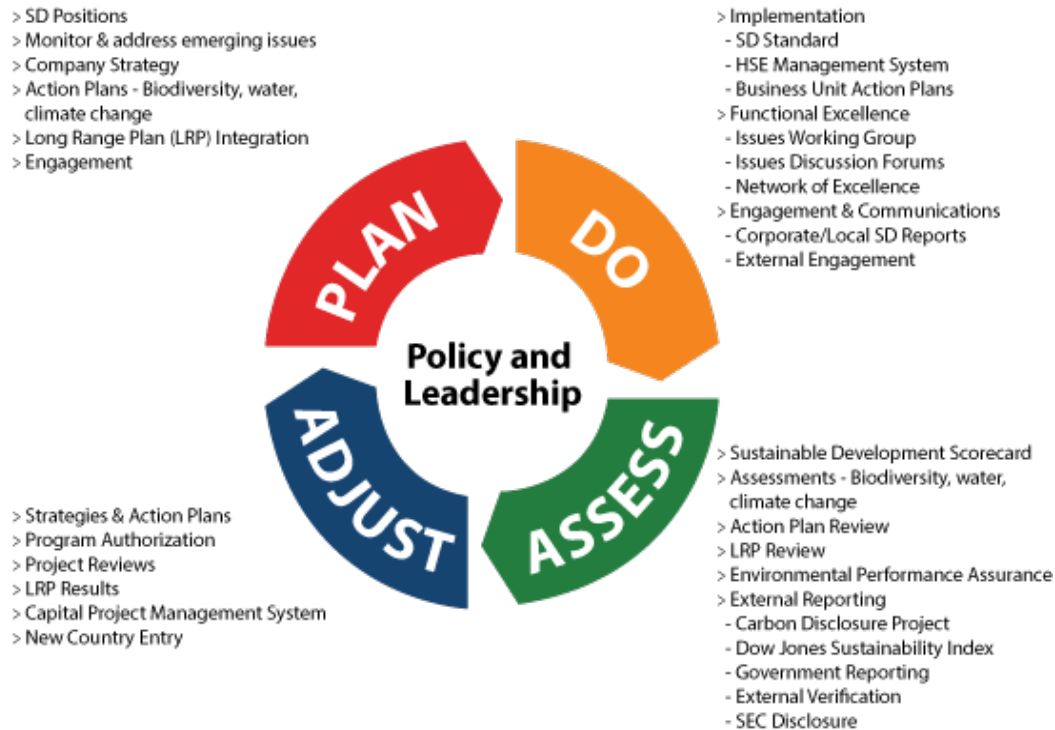 > SD Positions
> Monitor & address emerging issues
> Company Strategy
> Action Plans - Biodiversity, water,
climate change
> Long Range Plan (LRP) Integration
> Engagement
> Implementation
- SD Standard
- HSE Management System
- Business Unit Action Plans
> Functional Excellence
- Issues Working Group
- Issues Discussion Forums
- Network of Excellence
> Engagement & Communications
- Corporate/Local SD Reports
- External Engagement
PLAN
DO
Policy and
Leadership
ADJUST
ASSESS
> Strategies & Action Plans
> Program Authorization
> Project Reviews
> LRP Results
> Capital Project Management System
> New Country Entry
> Sustainable Development Scorecard
> Assessments - Biodiversity, water,
climate change
> Action Plan Review
> LRP Review
> Environmental Performance Assurance
> External Reporting
- Carbon Disclosure Project
- Dow Jones Sustainability Index
- Government Reporting
- External Verification
- SEC Disclosure